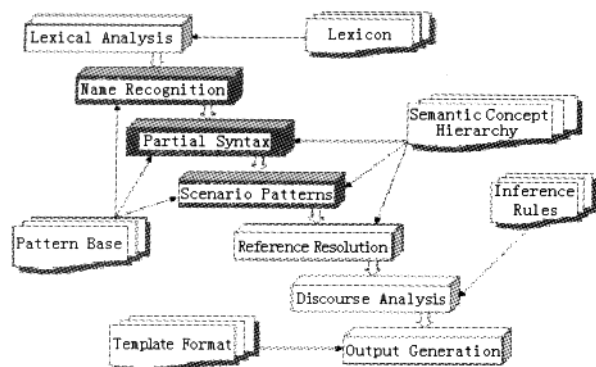 Lexical Analysis
Lexicon
Name Recognition
Partial Syntax
Semantic Concept
Hierarchy
Scenario Patterns
Inference
Rules
Pattern Base
Reference Resolution
Discourse Analysis
Template Format
Output Generation